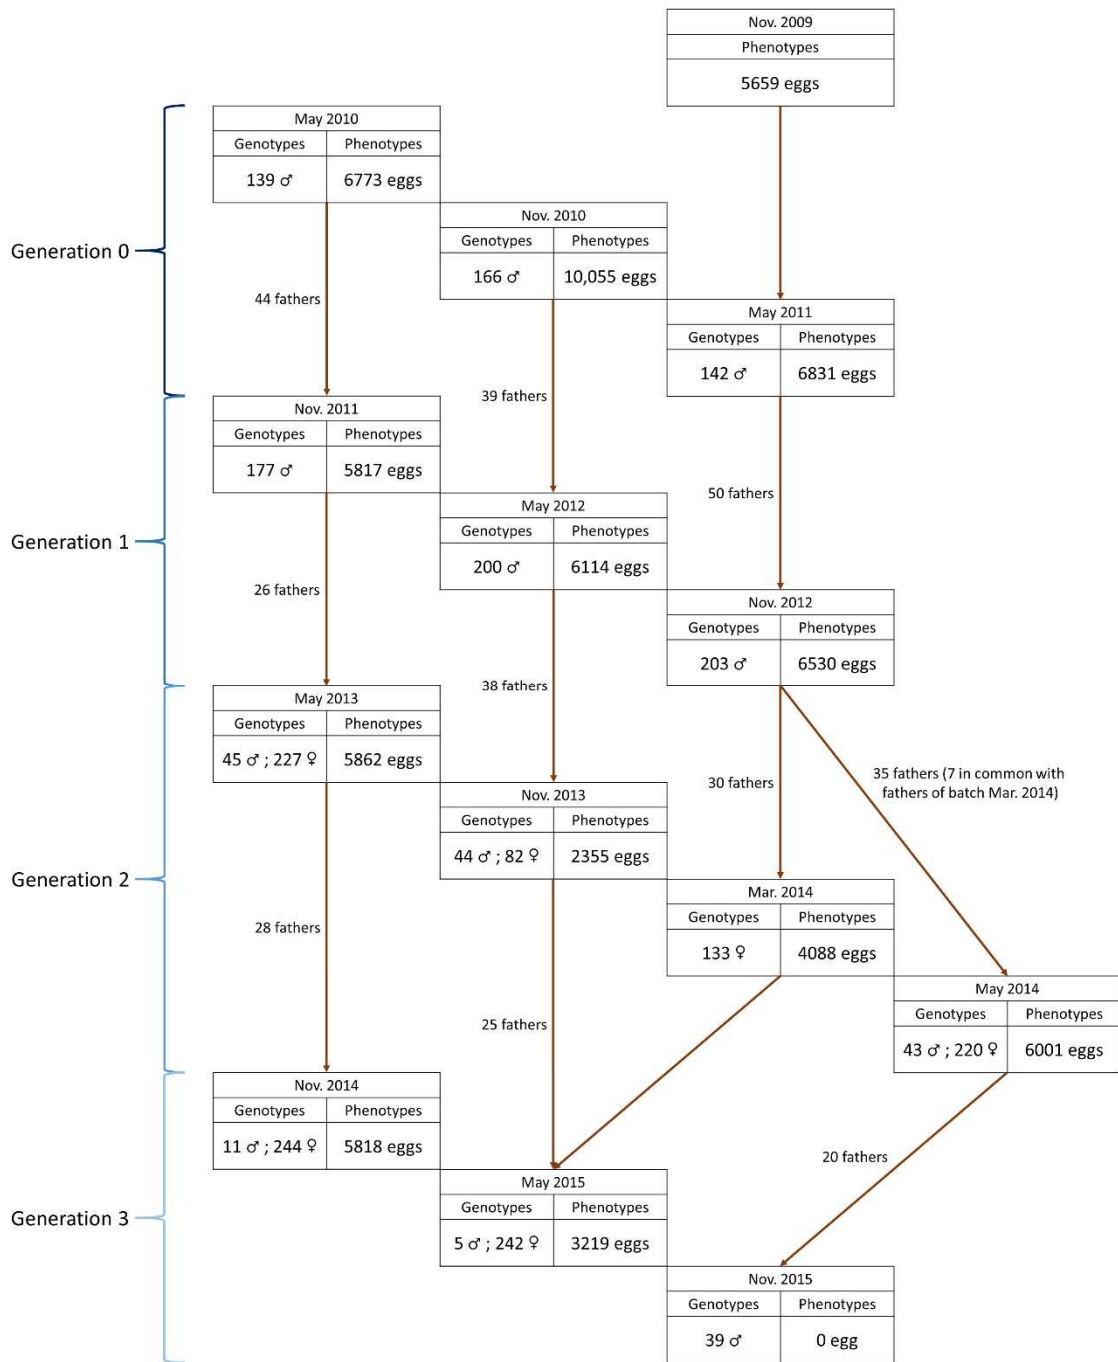 Nov. 2009
Phenotypes
5659 eggs
May 2010
Genotypes Phenotypes
139 ♂ 6773 eggs
Generation 0
Nov. 2010
Genotypes Phenotypes
166 ♂ 10,055 eggs
44 fathers
May 2011
Genotypes Phenotypes
142 ♂ 6831 eggs
39 fathers
Nov. 2011
Genotypes Phenotypes
177 ♂ 5817 eggs
50 fathers
May 2012
Genotypes Phenotypes
200 ♂ 6114 eggs
Generation 1
26 fathers
Nov. 2012
Genotypes Phenotypes
203 ♂ 6530 eggs
38 fathers
May 2013
Genotypes Phenotypes
45 ♂ ; 227 ♀ 5862 eggs
30 fathers
35 fathers (7 in common with
fathers of batch Mar. 2014)
Nov. 2013
Genotypes Phenotypes
44 ♂ ; 82 ♀ 2355 eggs
Generation 2
Mar. 2014
Genotypes Phenotypes
133 ♀ 4088 eggs
28 fathers
May 2014
Genotypes Phenotypes
43 ♂ ; 220 ♀ 6001 eggs
25 fathers
Nov. 2014
Genotypes Phenotypes
11 ♂ ; 244 ♀ 5818 eggs
20 fathers
May 2015
Genotypes Phenotypes
5 ♂ ; 242 ♀ 3219 eggs
Generation 3
Nov. 2015
Genotypes Phenotypes
39 ♂ 0 egg